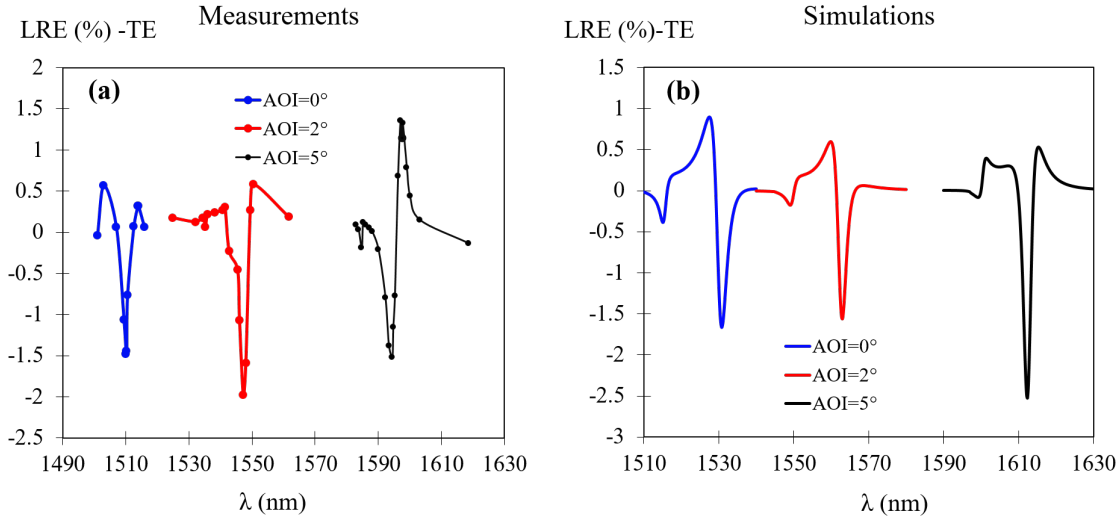 Measurements
LRE (%) -TE
(a)
AOI=0°
AOI=2°
AOI=5°
2
1.5
1
0.5
0
-0.5
-1
-1.5
-2
-2.5
1490 1510 1530 1550 1570 1590 1610 1630
λ (nm)
Simulations
LRE (%)-TE
(b)
1.5
1
0.5
0
-0.5
-1
-1.5
-2
-2.5
-3
AOI=0°
AOI=2°
AOI=5°
1510 1530 1550 1570 1590 1610 1630
λ (nm)